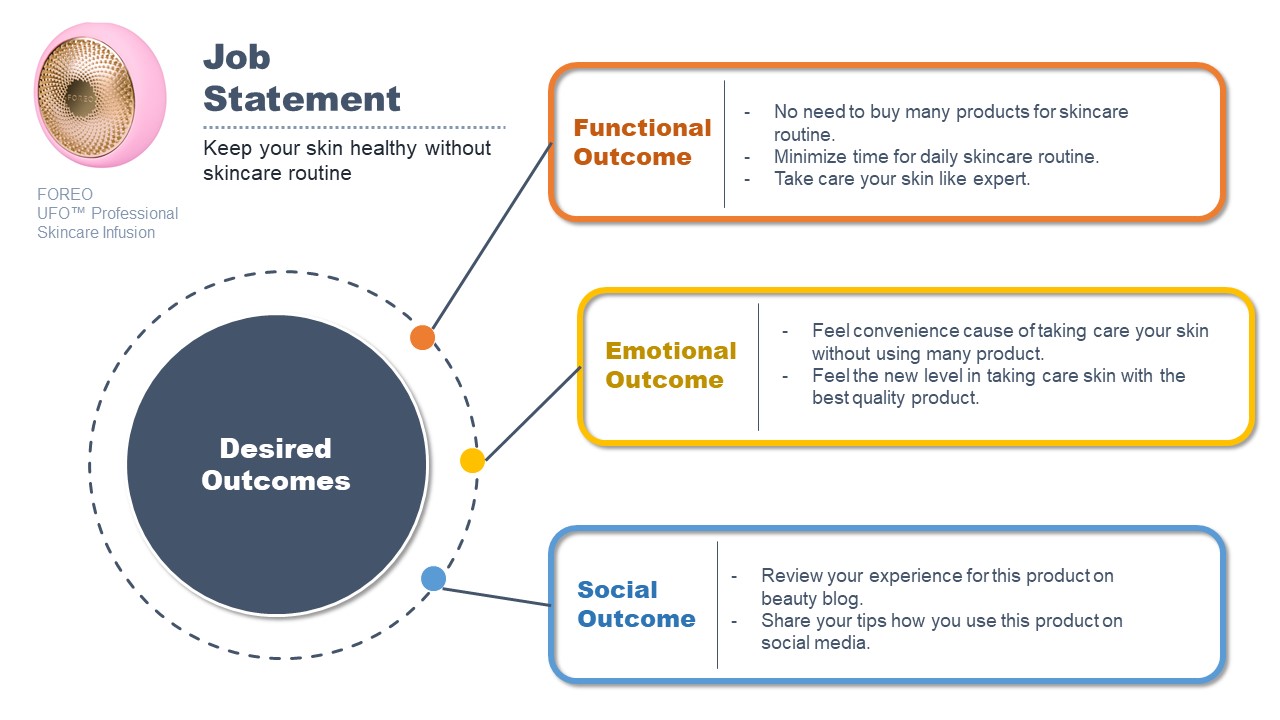 FOREO
Job
Statement
Keep your skin healthy without
skincare routine
FOREO
UFO™ Professional
Skincare Infusion
Desired
Outcomes
Functional
Outcome
- No need to buy many products for skincare
routine.
- Minimize time for daily skincare routine.
- Take care your skin like expert.
Emotional
Outcome
- Feel convenience cause of taking care your skin
without using many product.
- Feel the new level in taking care skin with the
best quality product.
Social
Outcome
- Review your experience for this product on
beauty blog.
- Share your tips how you use this product on
social media.